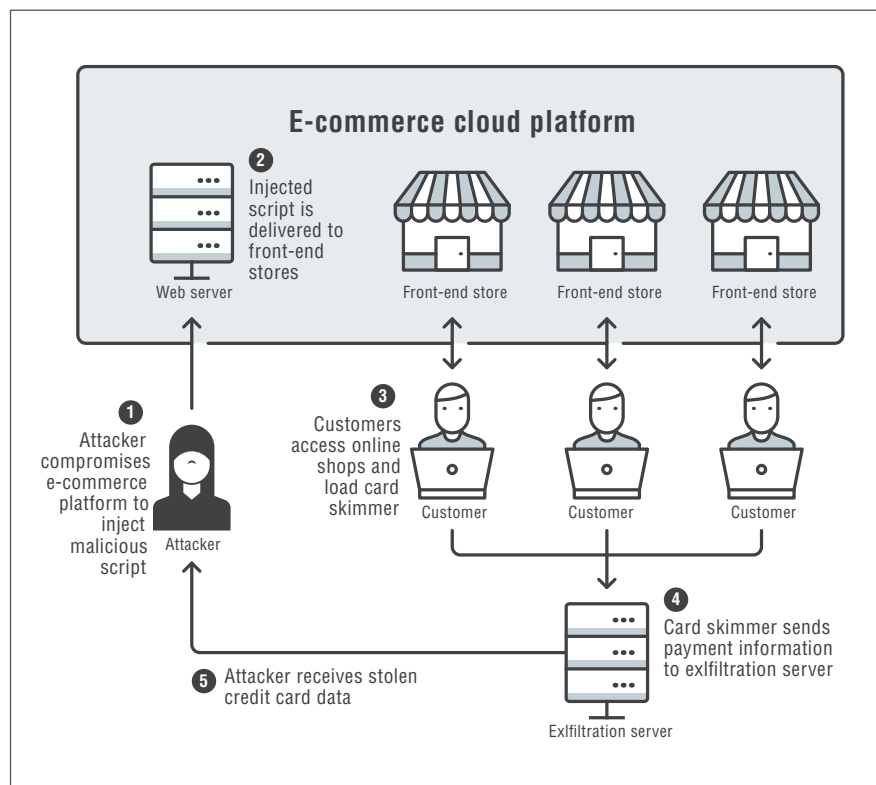 E-commerce cloud platform
2
Injected
script is
delivered to
front-end
stores
Web server
Front-end store
Front-end store
Front-end store
1
Attacker
compromises
e-commerce
platform to
inject
malicious
script
Attacker
3
Customers
access online
shops and
load card
skimmer
Customer
Customer
Customer
4
Card skimmer sends
payment information
to exlfiltration server
Exlfiltration server
5
Attacker receives stolen
credit card data